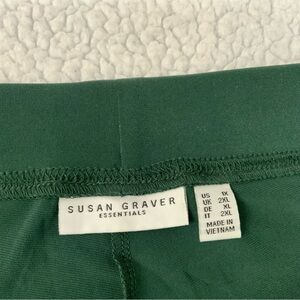 SUSAN GRAVER
ESSENTIALS
US 1X
UK 2XL
DE XL
IT 2XL
MADE IN
VIETNAM